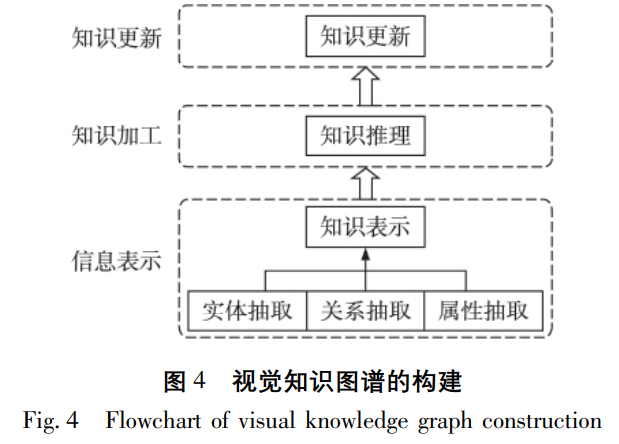 知识更新 知识更新
知识加工 知识推理
知识表示
信息表示
实体抽取 关系抽取 属性抽取
图 4 视觉知识图谱的构建
Fig. 4 Flowchart of visual knowledge graph construction